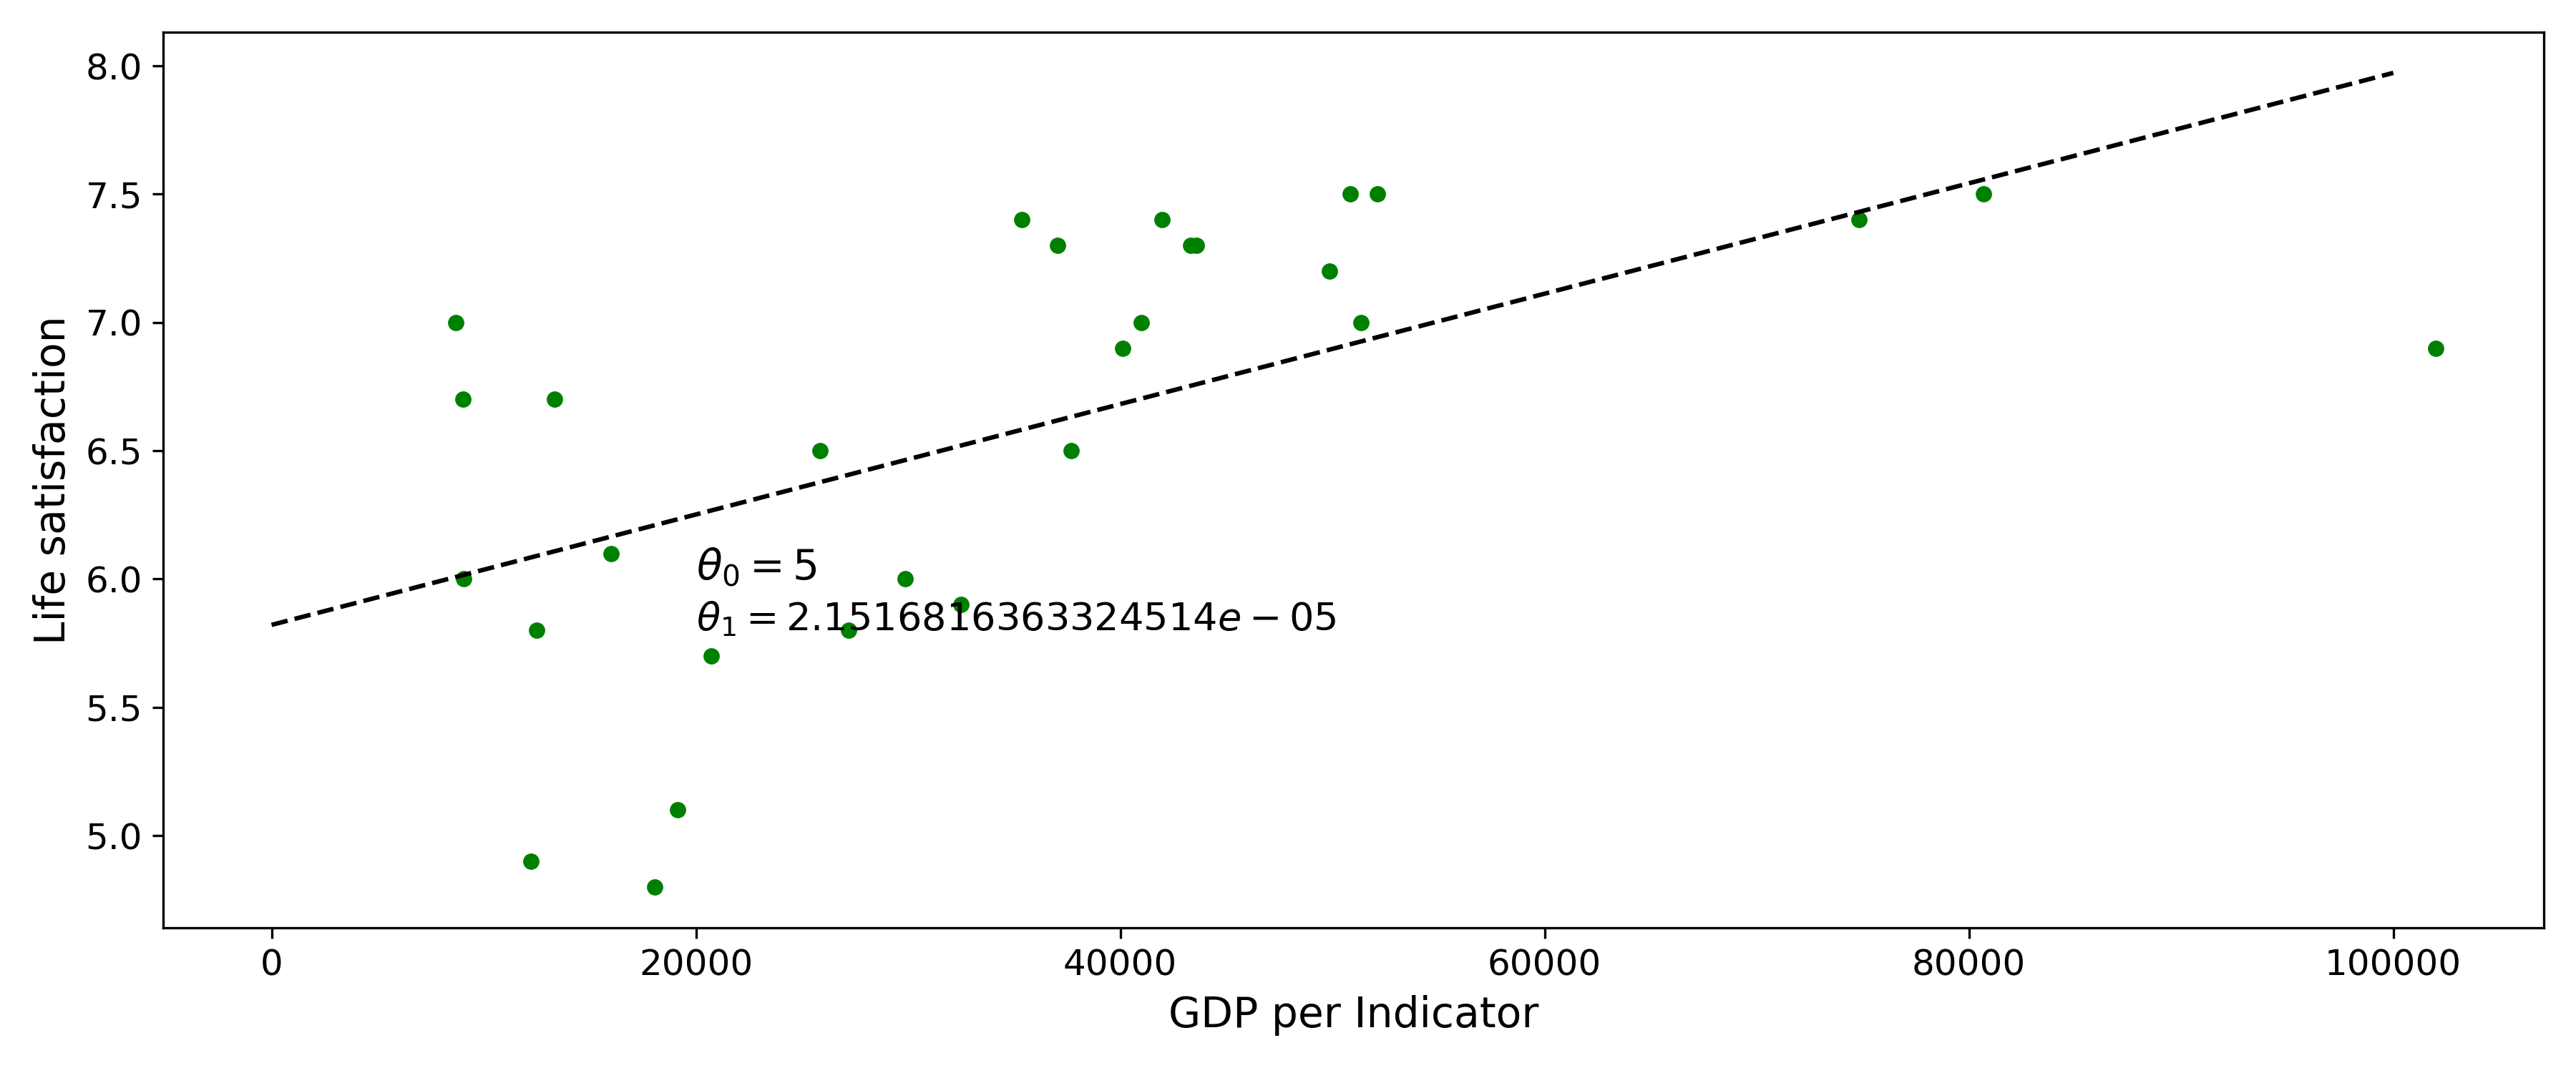 8.0
7.5
7.0
6.5
6.0
5.5
5.0
Life satisfaction
θ₀ = 5
θ₁ = 2.1516816363324514e − 05
0 20000 40000 60000 80000 100000
GDP per Indicator